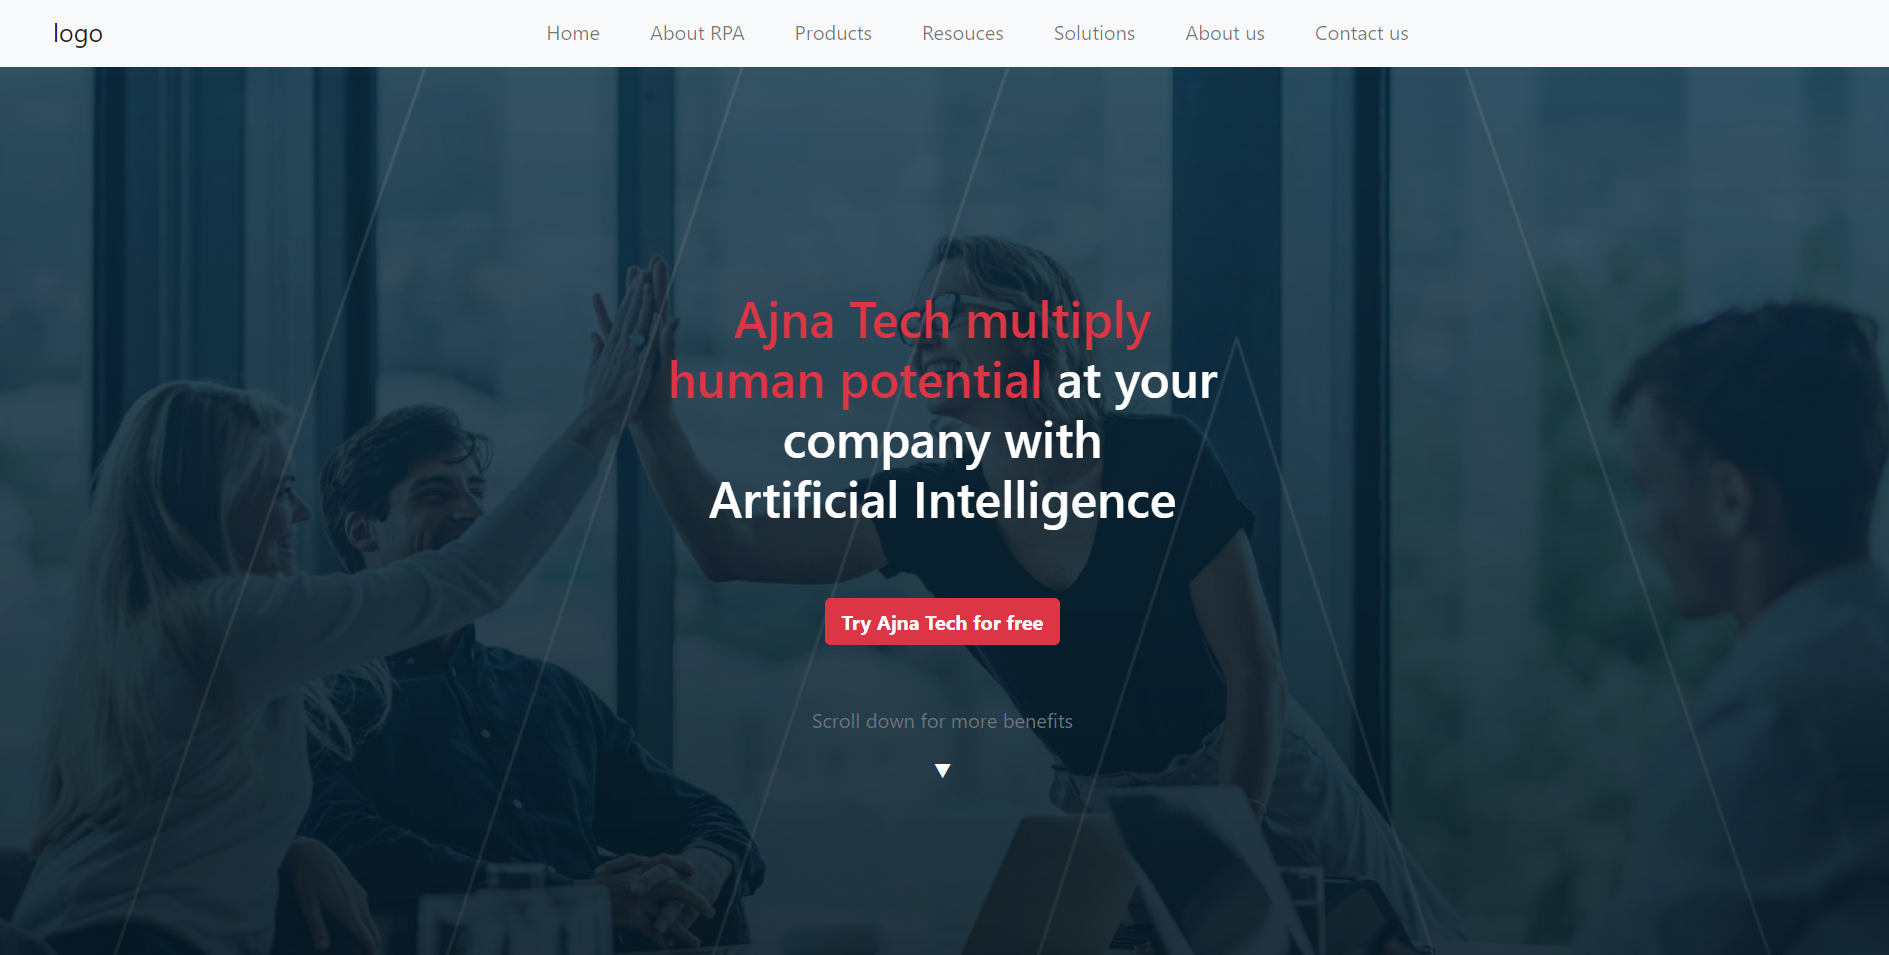 logo
Home About RPA Products Resouces Solutions About us Contact us
Ajna Tech multiply
human potential at your
company with
Artificial Intelligence
Try Ajna Tech for free
Scroll down for more benefits